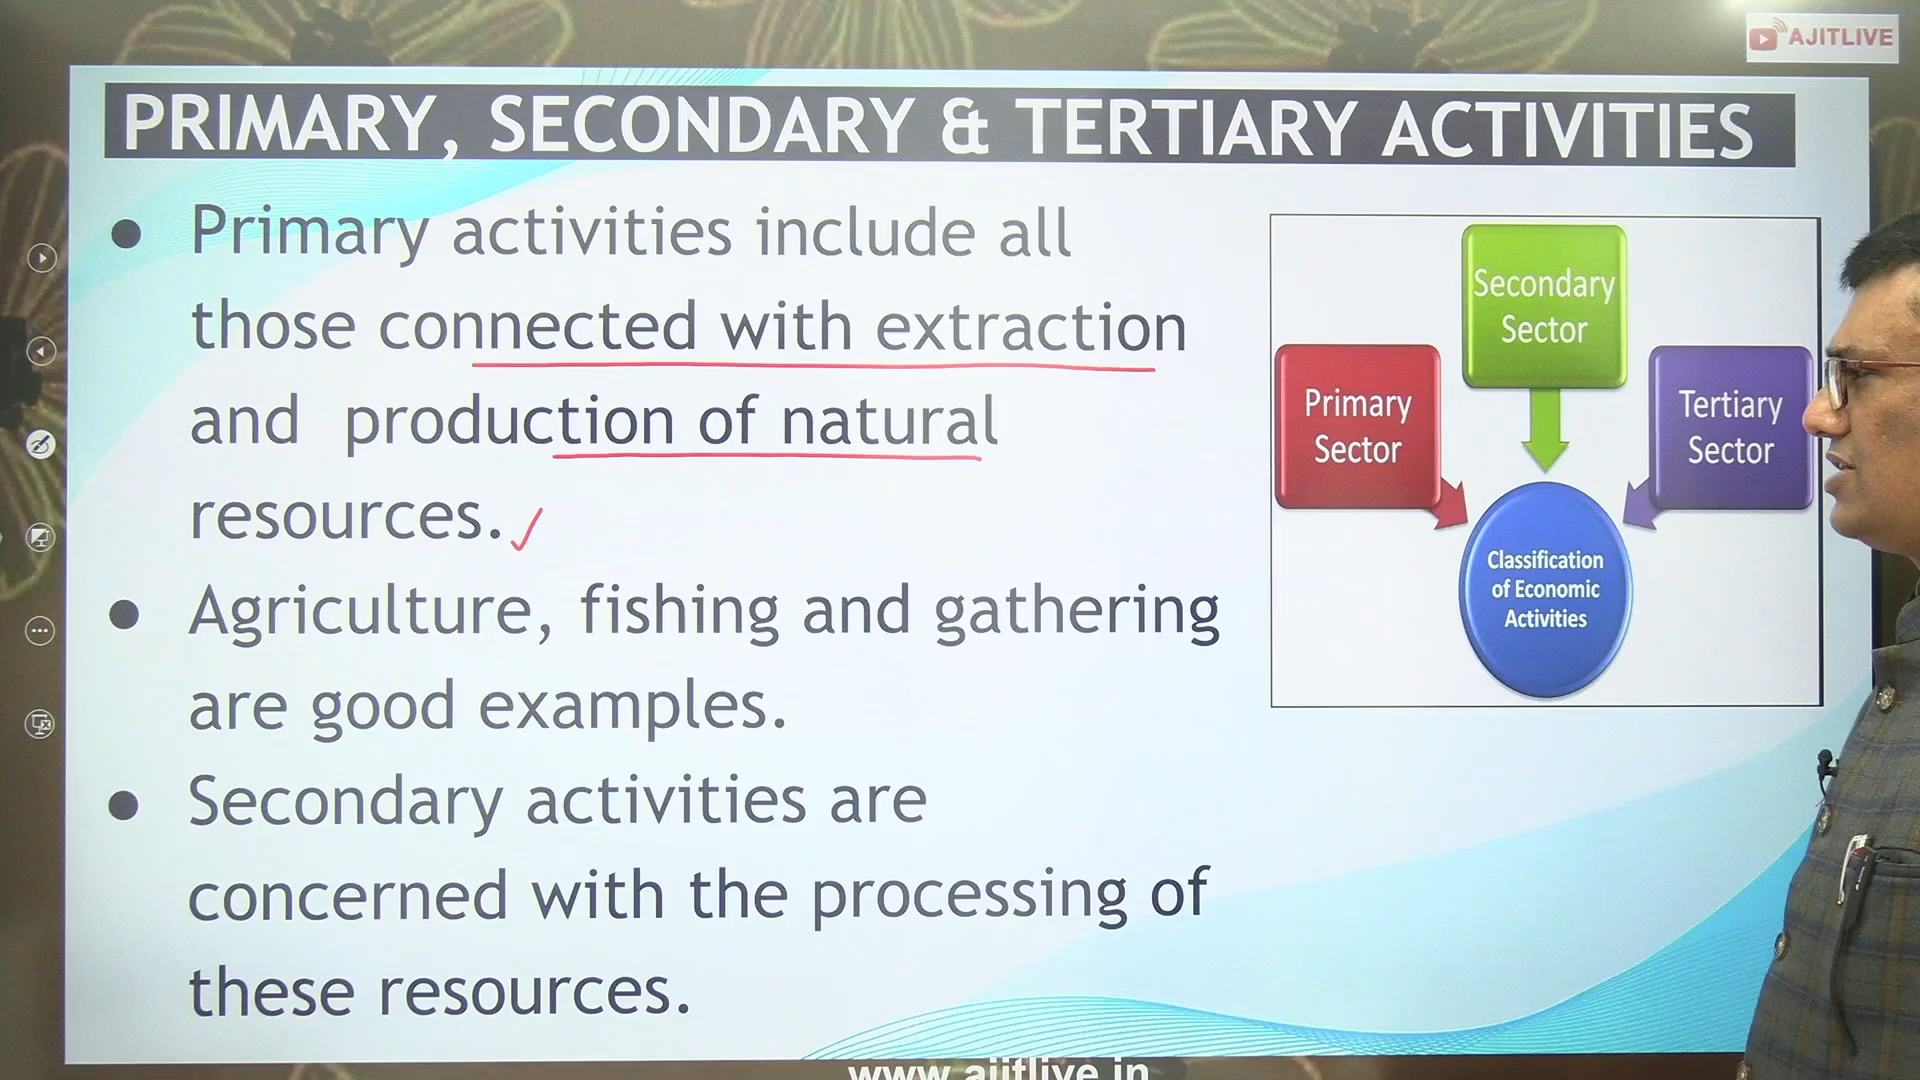 AJITLIVE
PRIMARY, SECONDARY & TERTIARY ACTIVITIES
● Primary activities include all
those connected with extraction
and production of natural
resources.
● Agriculture, fishing and gathering
are good examples.
● Secondary activities are
concerned with the processing of
these resources.
Secondary
Sector
Primary
Sector
Tertiary
Sector
Classification
of Economic
Activities
www.ajitlive.in